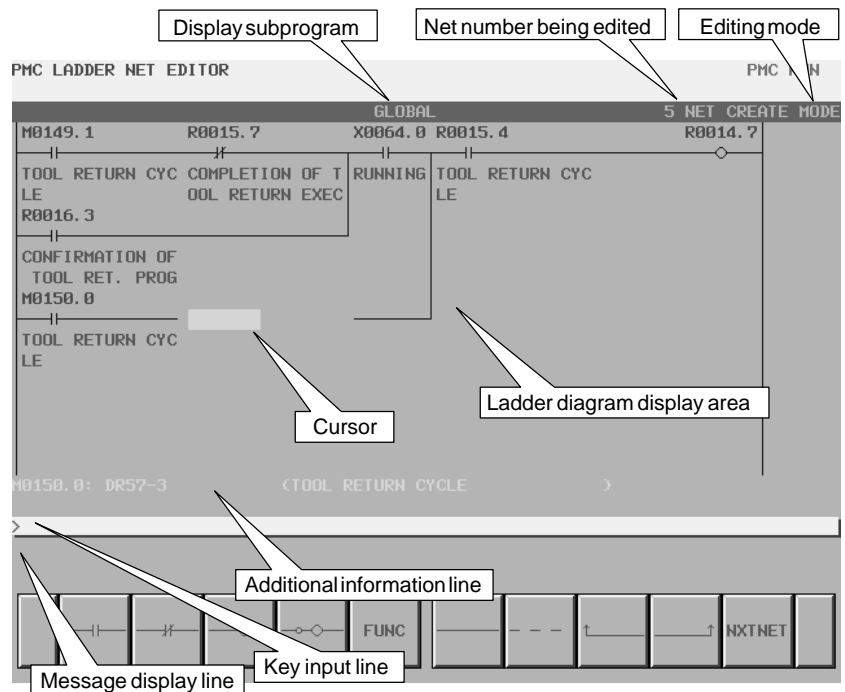 Display subprogram
Net number being edited
Editing mode
PMC LADDER NET EDITOR
PMC
GLOBAL
5 NET CREATE MODE
M0149.1 R0015.7 X0064.0 R0015.4 R0014.7
TOOL RETURN CYC COMPLETION OF T RUNNING TOOL RETURN CYC
LE OOL RETURN EXEC LE
R0016.3
CONFIRMATION OF
TOOL RET. PROG
M0150.0
TOOL RETURN CYC
LE
Ladder diagram display area
Cursor
M0150.0: DR57-3 (TOOL RETURN CYCLE )
>
Additional information line
FUNC
NXTNET
Key input line
Message display line